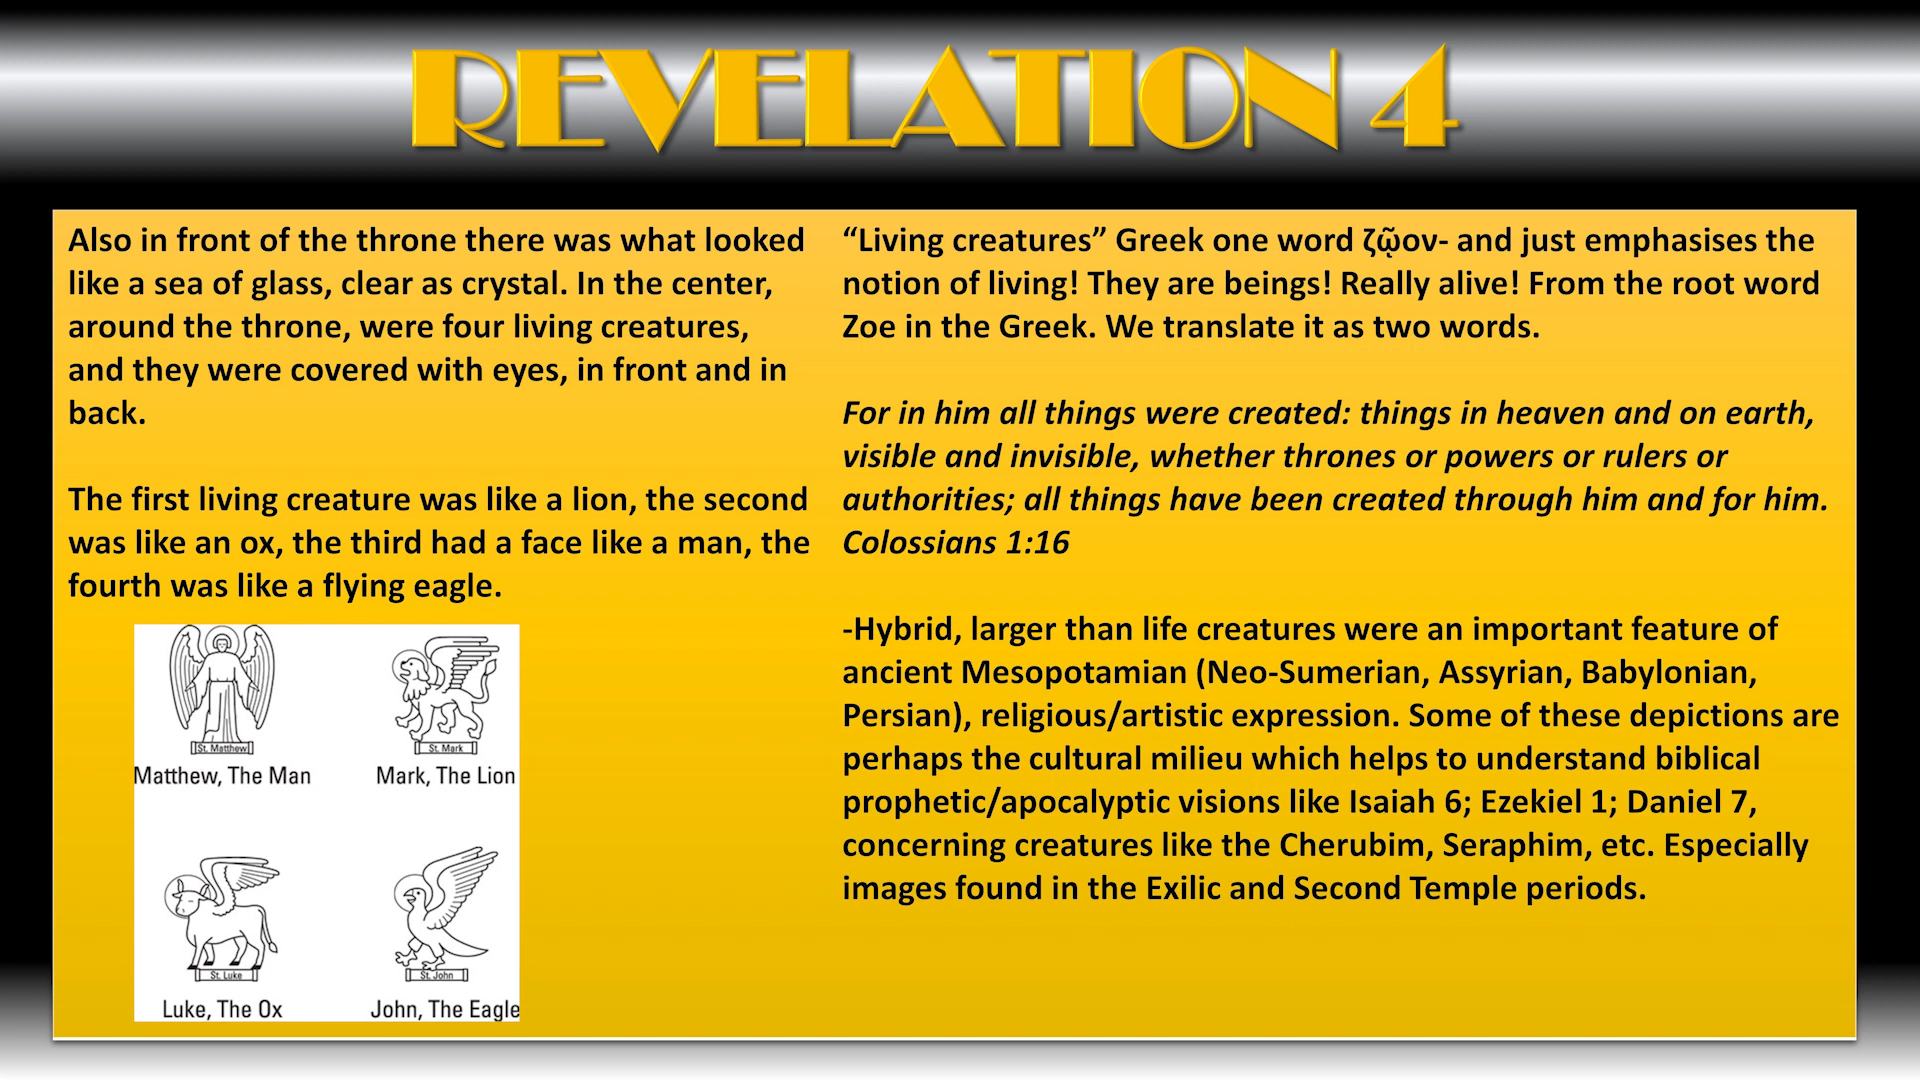 REVELATION 4
Also in front of the throne there was what looked
like a sea of glass, clear as crystal. In the center,
around the throne, were four living creatures,
and they were covered with eyes, in front and in
back.
The first living creature was like a lion, the second
was like an ox, the third had a face like a man, the
fourth was like a flying eagle.
St. Matthew
Matthew, The Man
St. Mark
Mark, The Lion
St. Luke
Luke, The Ox
St. John
John, The Eagle
“Living creatures” Greek one word ζῷον- and just emphasises the
notion of living! They are beings! Really alive! From the root word
Zoe in the Greek. We translate it as two words.
For in him all things were created: things in heaven and on earth,
visible and invisible, whether thrones or powers or rulers or
authorities; all things have been created through him and for him.
Colossians 1:16
-Hybrid, larger than life creatures were an important feature of
ancient Mesopotamian (Neo-Sumerian, Assyrian, Babylonian,
Persian), religious/artistic expression. Some of these depictions are
perhaps the cultural milieu which helps to understand biblical
prophetic/apocalyptic visions like Isaiah 6; Ezekiel 1; Daniel 7,
concerning creatures like the Cherubim, Seraphim, etc. Especially
images found in the Exilic and Second Temple periods.